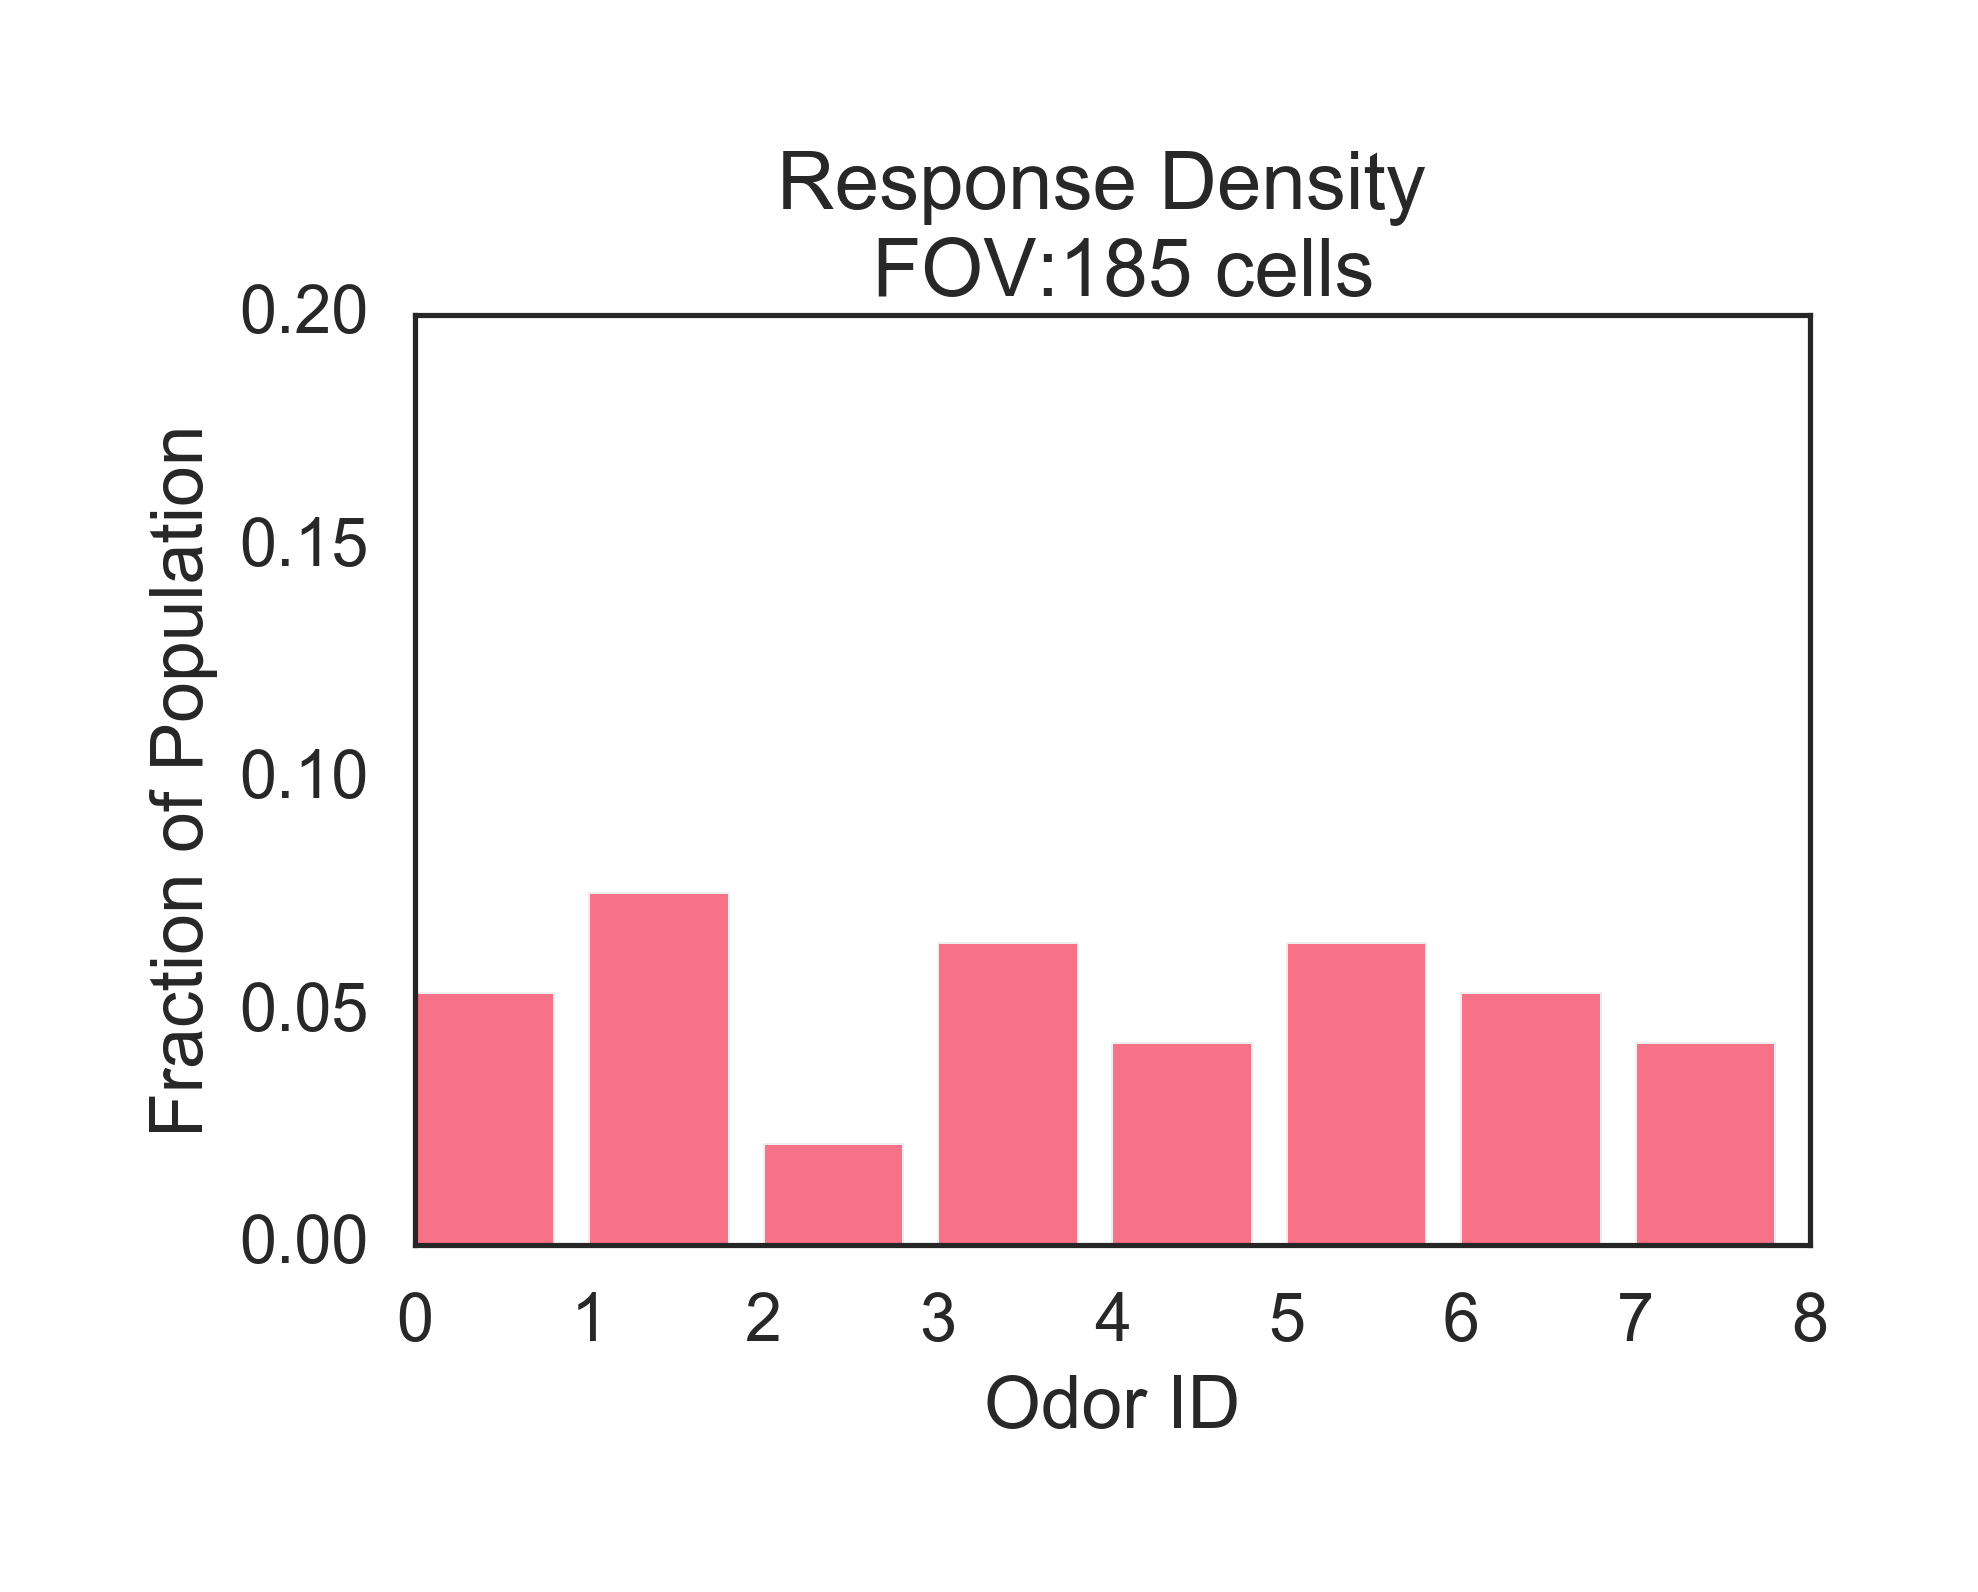 Response Density
FOV:185 cells
0.20
0.15
0.10
0.05
0.00
Fraction of Population
0 1 2 3 4 5 6 7 8
Odor ID